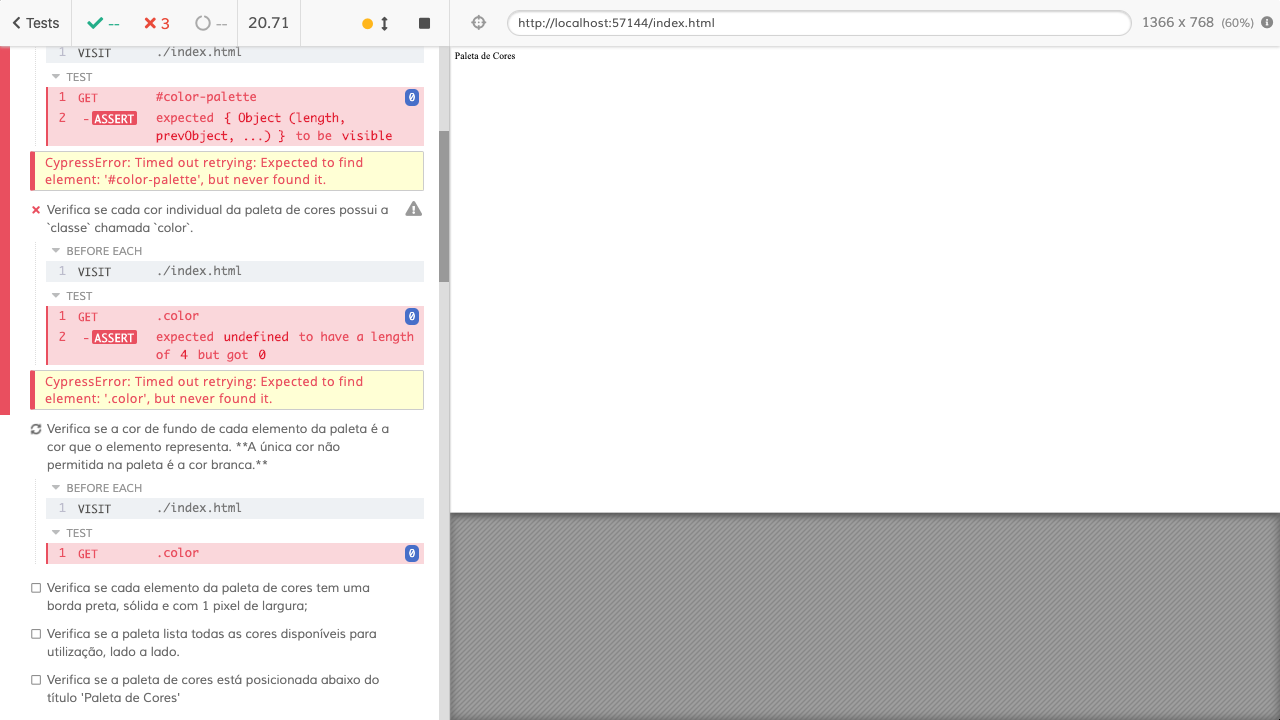 Tests
--
3
--
20.71
http://localhost:57144/index.html
1366 x 768 (60%)
1 VISIT ./index.html
TEST
1 GET #color-palette 0
2 -ASSERT expected { Object (length,
prevObject, ...) } to be visible
CypressError: Timed out retrying: Expected to find
element: '#color-palette', but never found it.
Verifica se cada cor individual da paleta de cores possui a
`classe` chamada `color`.
BEFORE EACH
1 VISIT ./index.html
TEST
1 GET .color 0
2 -ASSERT expected undefined to have a length
of 4 but got 0
CypressError: Timed out retrying: Expected to find
element: '.color', but never found it.
Verifica se a cor de fundo de cada elemento da paleta é a
cor que o elemento representa. **A única cor não
permitida na paleta é a cor branca.**
BEFORE EACH
1 VISIT ./index.html
TEST
1 GET .color 0
Verifica se cada elemento da paleta de cores tem uma
borda preta, sólida e com 1 pixel de largura;
Verifica se a paleta lista todas as cores disponíveis para
utilização, lado a lado.
Verifica se a paleta de cores está posicionada abaixo do
título 'Paleta de Cores'
Paleta de Cores